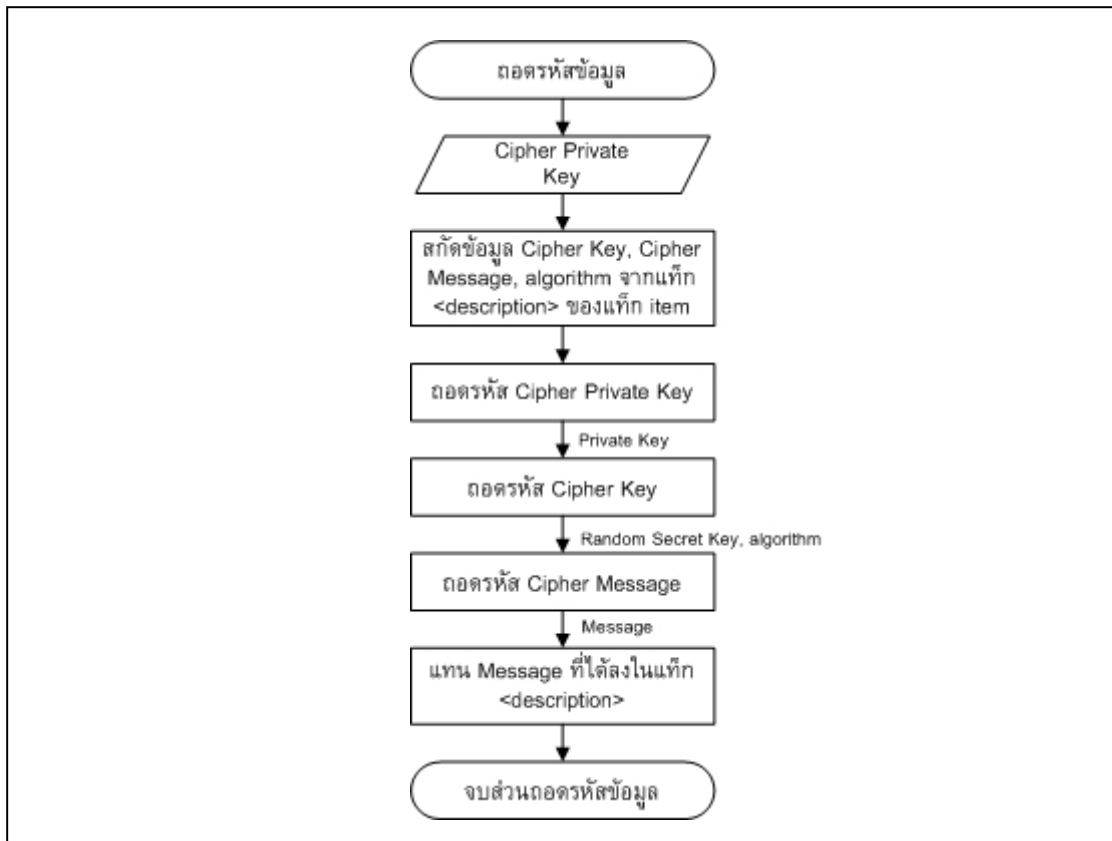 ถอดรหัสข้อมูล
Cipher Private
Key
สกัดข้อมูล Cipher Key, Cipher
Message, algorithm จากแท็ก
<description> ของแท็ก item
ถอดรหัส Cipher Private Key
Private Key
ถอดรหัส Cipher Key
Random Secret Key, algorithm
ถอดรหัส Cipher Message
Message
แทน Message ที่ได้ลงในแท็ก
<description>
จบส่วนถอดรหัสข้อมูล